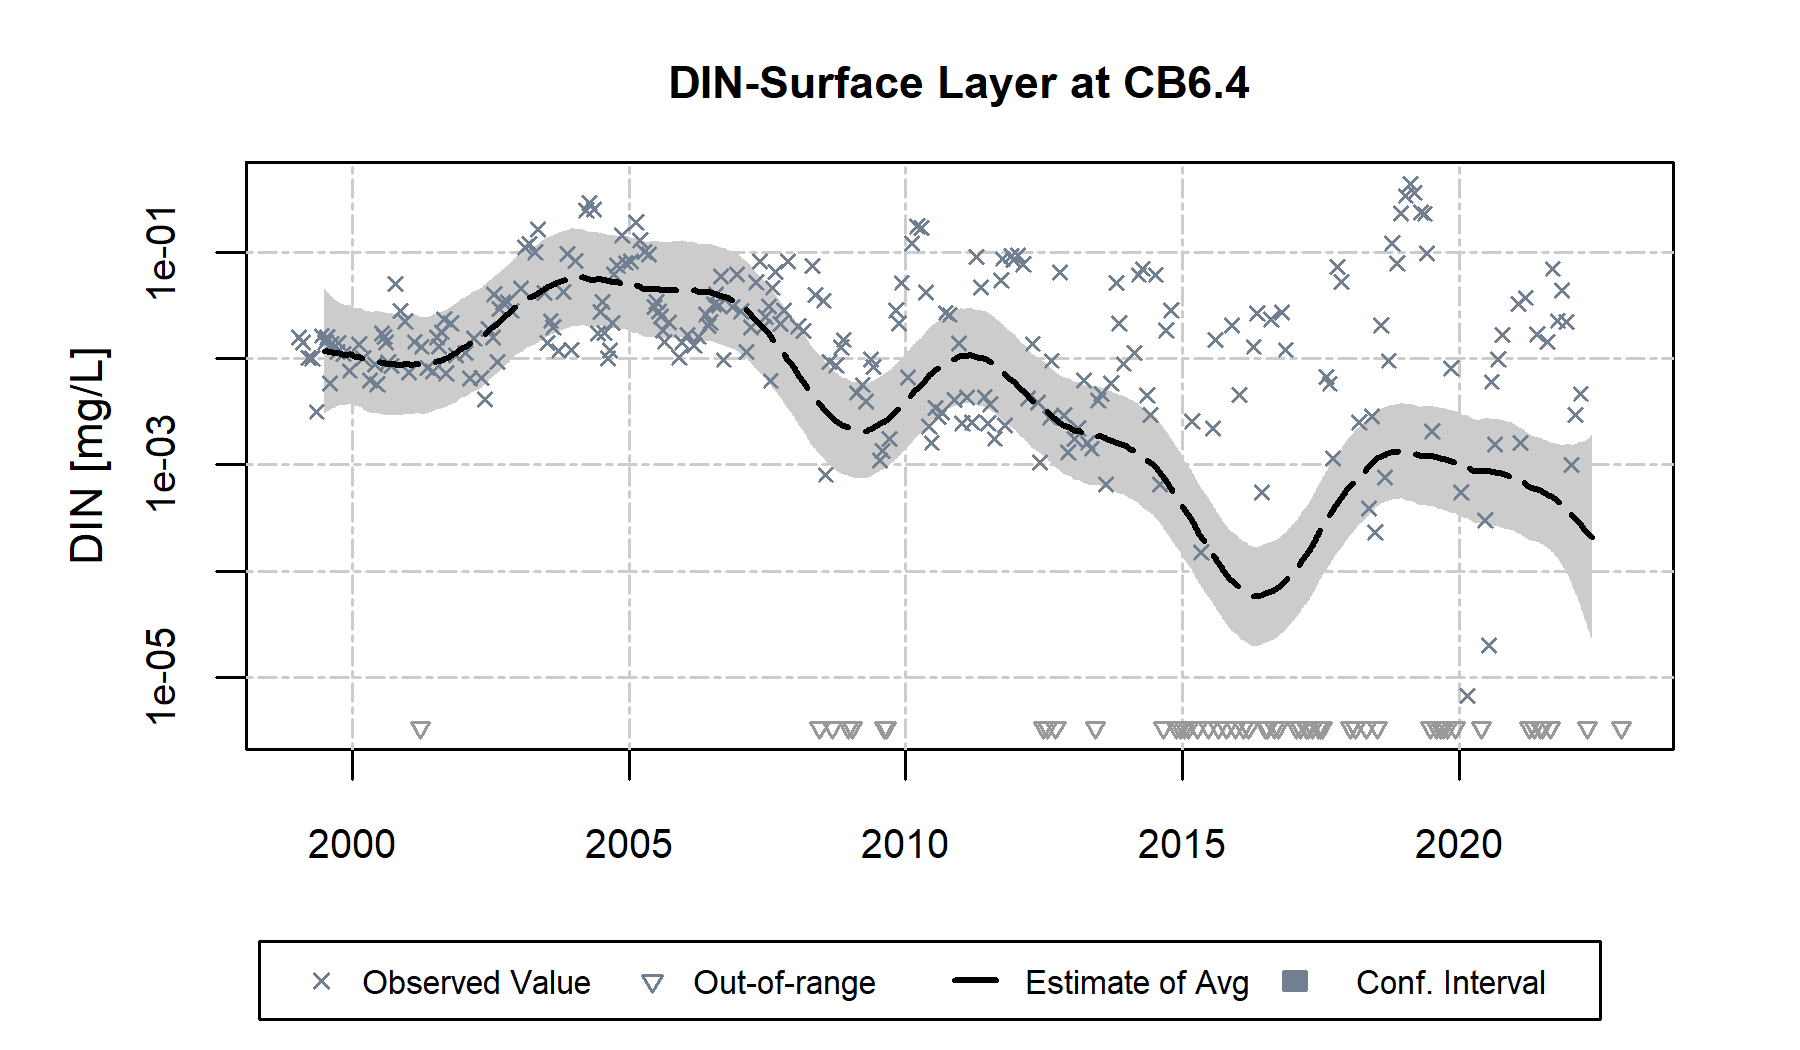 DIN-Surface Layer at CB6.4
DIN [mg/L]
1e-01
1e-03
1e-05
2000 2005 2010 2015 2020
Observed Value Out-of-range Estimate of Avg Conf. Interval